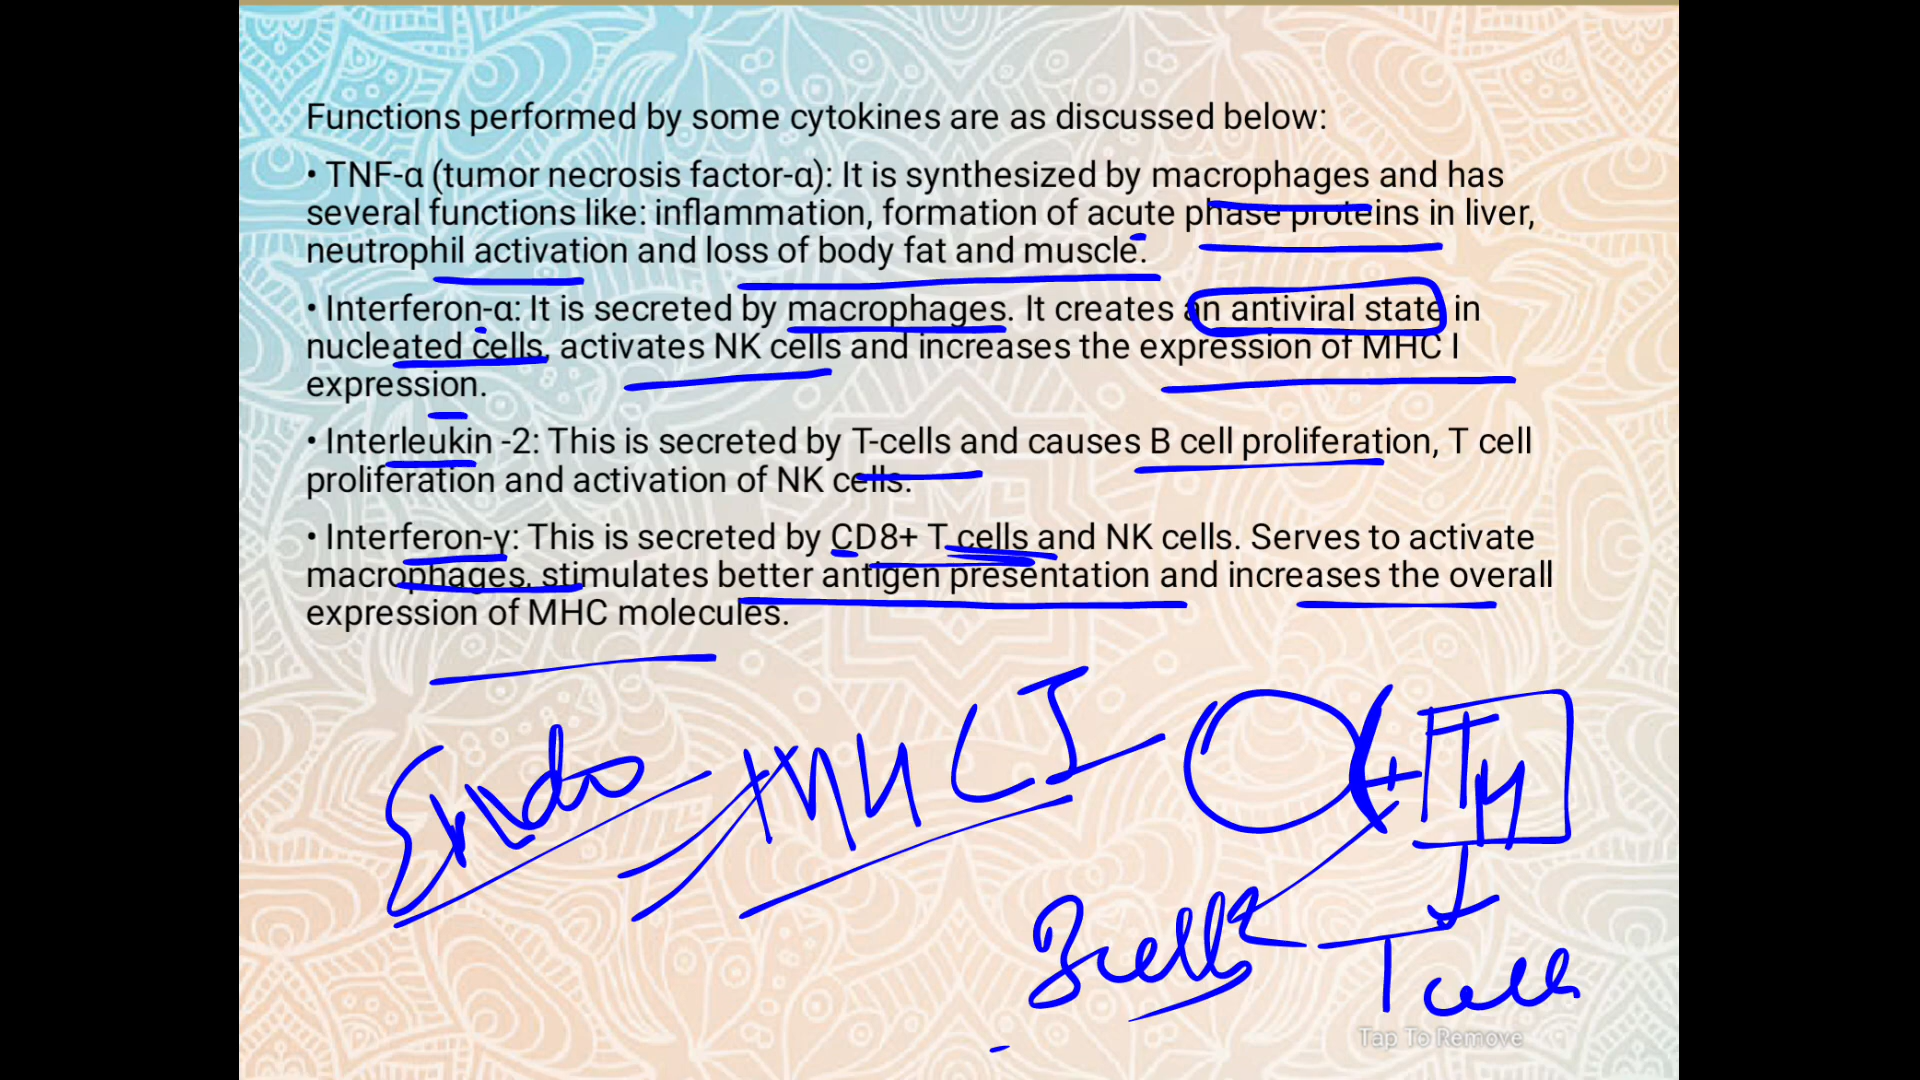 Functions performed by some cytokines are as discussed below:
• TNF-α (tumor necrosis factor-α): It is synthesized by macrophages and has
several functions like: inflammation, formation of acute phase proteins in liver,
neutrophil activation and loss of body fat and muscle.
• Interferon-α: It is secreted by macrophages. It creates an antiviral state in
nucleated cells, activates NK cells and increases the expression of MHC I
expression.
• Interleukin -2: This is secreted by T-cells and causes B cell proliferation, T cell
proliferation and activation of NK cells.
• Interferon-γ: This is secreted by CD8+ T cells and NK cells. Serves to activate
macrophages, stimulates better antigen presentation and increases the overall
expression of MHC molecules.
Endo MHC I
B cells
T cell
Tap To Remove